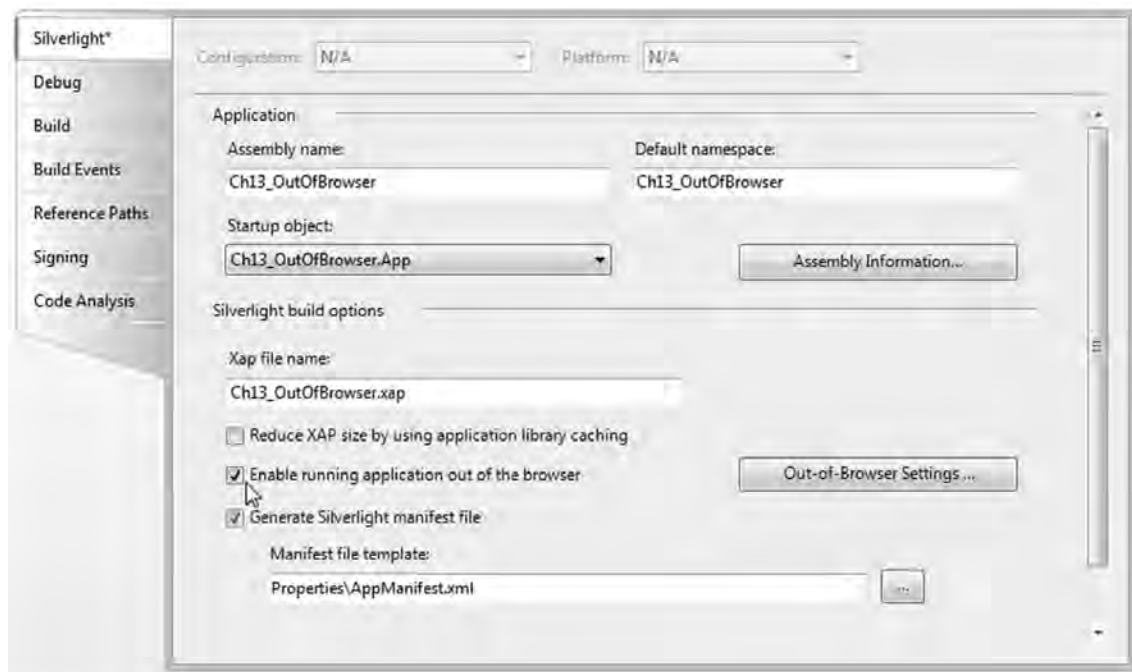 Silverlight*
Debug
Build
Build Events
Reference Paths
Signing
Code Analysis
Configuration: N/A Platform: N/A
Application
Assembly name: Default namespace:
Ch13_OutOfBrowser Ch13_OutOfBrowser
Startup object:
Ch13_OutOfBrowser.App Assembly Information...
Silverlight build options
Xap file name:
Ch13_OutOfBrowser.xap
Reduce XAP size by using application library caching
Enable running application out of the browser Out-of-Browser Settings ...
Generate Silverlight manifest file
Manifest file template:
Properties\AppManifest.xml ...